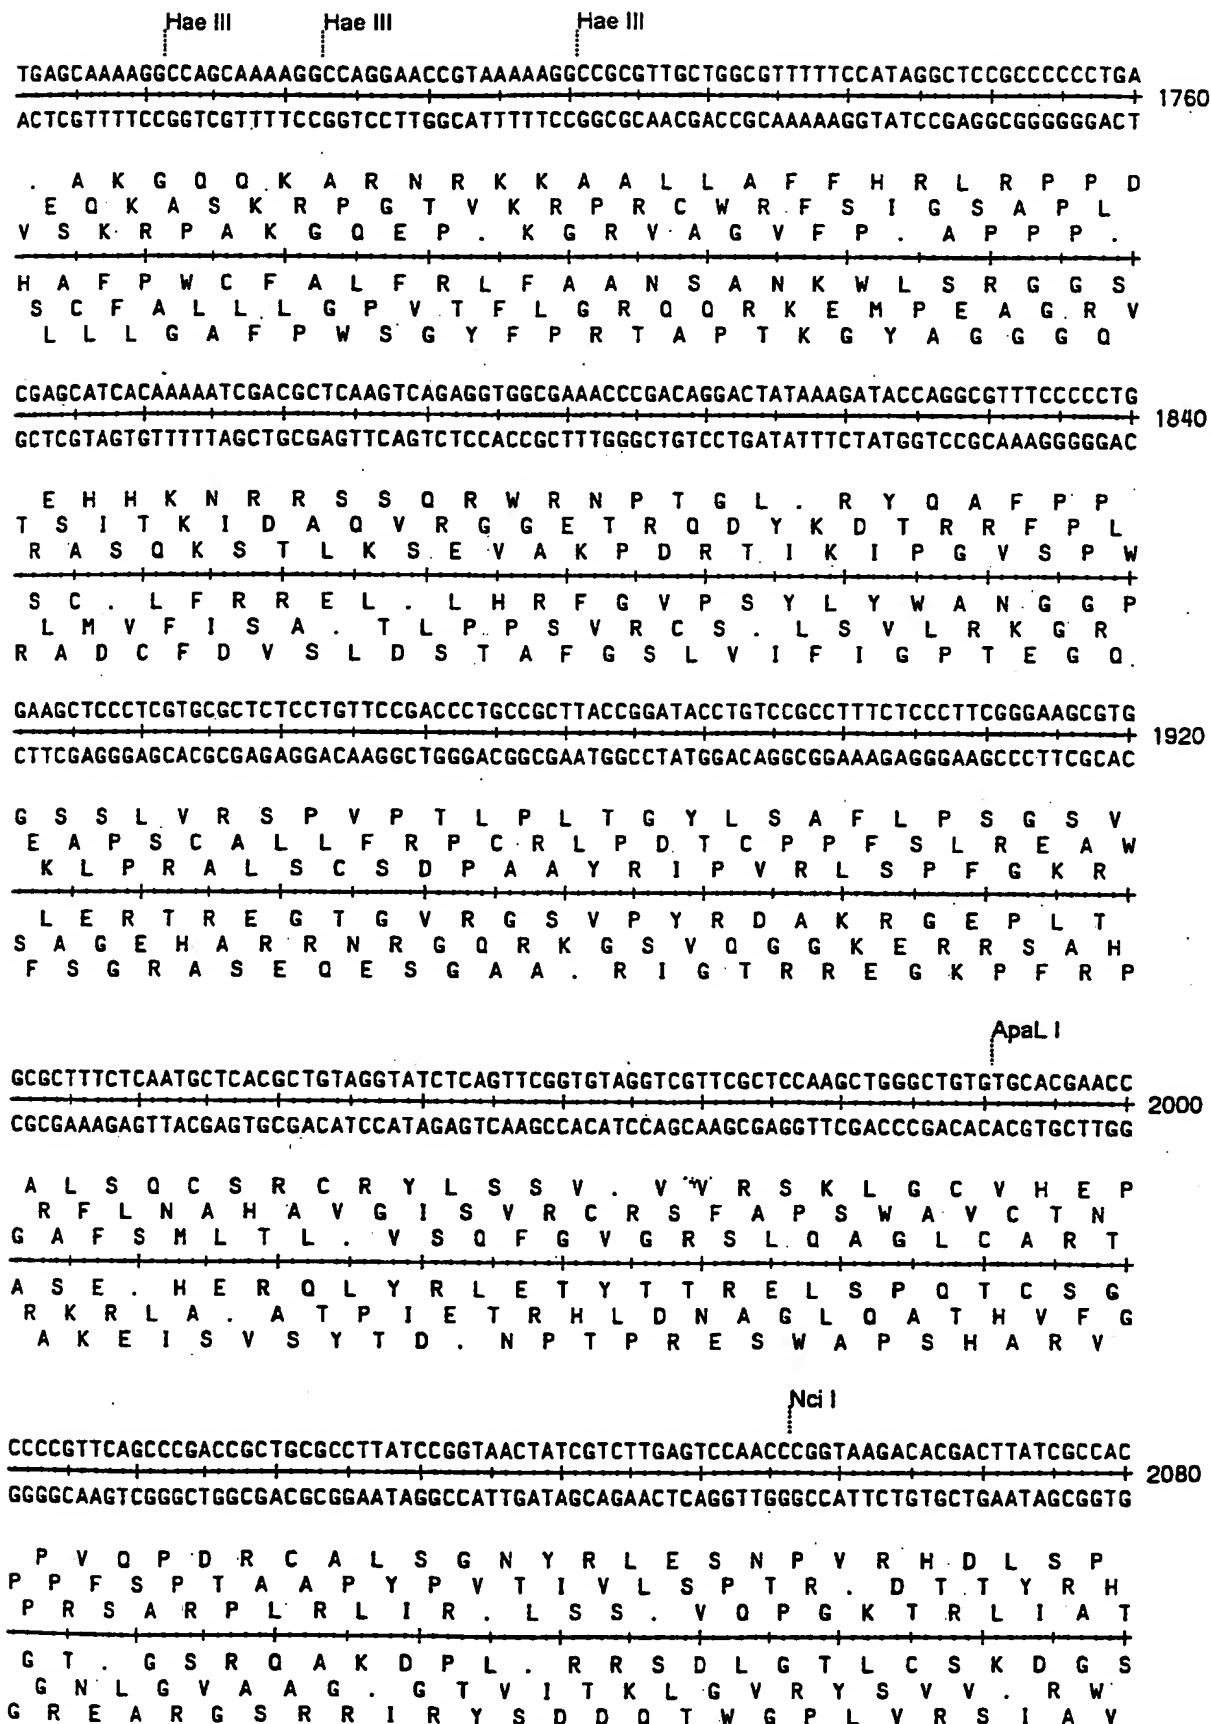 Hae III Hae III Hae III
TGAGCAAAAGGCCAGCAAAAGGCCAGGAACCGTAAAAAGGCCGCGTTGCTGGCGTTTTTCCATAGGCTCCGCCCCCCTGA
1760
ACTCGTTTTCCGGTCGTTTTCCGGTCCTTGGCATTTTTCCGGCGCAACGACCGCAAAAAGGTATCCGAGGCGGGGGGACT
. A K G Q Q K A R N R K K A A L L A F F H R L R P P D
E Q K A S K R P G T V K R P R C W R F S I G S A P L
V S K R P A K G Q E P . K G R V A G V F P . A P P P .
H A F P W C F A L F R L F A A N S A N K W L S R G G S
S C F A L L L G P V T F L G R Q Q R K E M P E A G R V
L L L G A F P W S G Y F P R T A P T K G Y A G G G Q
CGAGCATCACAAAAATCGACGCTCAAGTCAGAGGTGGCGAAACCCGACAGGACTATAAAGATACCAGGCGTTTCCCCCTG
1840
GCTCGTAGTGTTTTTAGCTGCGAGTTCAGTCTCCACCGCTTTGGGCTGTCCTGATATTTCTATGGTCCGCAAAGGGGGAC
E H H K N R R S S Q R W R N P T G L . R Y Q A F P P
T S I T K I D A Q V R G G E T R Q D Y K D T R R F P L
R A S Q K S T L K S E V A K P D R T I K I P G V S P W
S C . L F R R E L . L H R F G V P S Y L Y W A N G G P
L M V F I S A . T L P P S V R C S . L S V L R K G R
R A D C F D V S L D S T A F G S L V I F I G P T E G Q
GAAGCTCCCTCGTGCGCTCTCCTGTTCCGACCCTGCCGCTTACCGGATACCTGTCCGCCTTTCTCCCTTCGGGAAGCGTG
1920
CTTCGAGGGAGCACGCGAGAGGACAAGGCTGGGACGGCGAATGGCCTATGGACAGGCGGAAAGAGGGAAGCCCTTCGCAC
G S S L V R S P V P T L P L T G Y L S A F L P S G S V
E A P S C A L L F R P C R L P D T C P P F S L R E A W
K L P R A L S C S D P A A Y R I P V R L S P F G K R
L E R T R E G T G V R G S V P Y R D A K R G E P L T
S A G E H A R R N R G Q R K G S V Q G G K E R R S A H
F S G R A S E Q E S G A A . R I G T R R E G K P F R P
ApaL I
GCGCTTTCTCAATGCTCACGCTGTAGGTATCTCAGTTCGGTGTAGGTCGTTCGCTCCAAGCTGGGCTGTGTGCACGAACC
2000
CGCGAAAGAGTTACGAGTGCGACATCCATAGAGTCAAGCCACATCCAGCAAGCGAGGTTCGACCCGACACACGTGCTTGG
A L S Q C S R C R Y L S S V . V V R S K L G C V H E P
R F L N A H A V G I S V R C R S F A P S W A V C T N
G A F S M L T L . V S Q F G V G R S L Q A G L C A R T
A S E . H E R Q L Y R L E T Y T T R E L S P Q T C S G
R K R L A . A T P I E T R H L D N A G L Q A T H V F G
A K E I S V S Y T D . N P T P R E S W A P S H A R V
Nci I
CCCCGTTCAGCCCGACCGCTGCGCCTTATCCGGTAACTATCGTCTTGAGTCCAACCCGGTAAGACACGACTTATCGCCAC
2080
GGGGCAAGTCGGGCTGGCGACGCGGAATAGGCCATTGATAGCAGAACTCAGGTTGGGCCATTCTGTGCTGAATAGCGGTG
P V Q P D R C A L S G N Y R L E S N P V R H D L S P
P P F S P T A A P Y P V T I V L S P T R . D T T Y R H
P R S A R P L R L I R . L S S . V Q P G K T R L I A T
G T . G S R Q A K D P L . R R S D L G T L C S K D G S
G N L G V A A G . G T V I T K L G V R Y S V V . R W
G R E A R G S R R I R Y S D D Q T W G P L V R S I A V